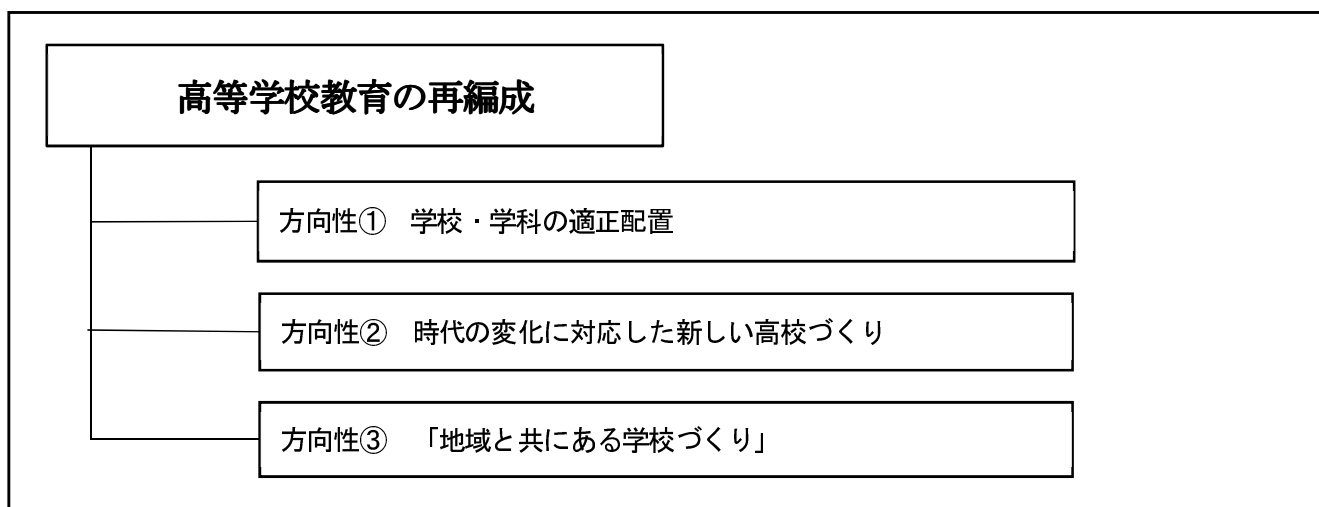 高等学校教育の再編成
方向性①　学校・学科の適正配置
方向性②　時代の変化に対応した新しい高校づくり
方向性③　「地域と共にある学校づくり」